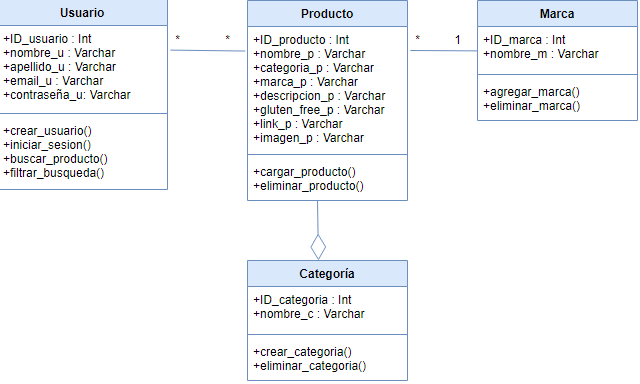 Usuario
+ID_usuario : Int
+nombre_u : Varchar
+apellido_u : Varchar
+email_u : Varchar
+contraseña_u: Varchar
+crear_usuario()
+iniciar_sesion()
+buscar_producto()
+filtrar_busqueda()
* *
Producto
+ID_producto : Int
+nombre_p : Varchar
+categoria_p : Varchar
+marca_p : Varchar
+descripcion_p : Varchar
+gluten_free_p : Varchar
+link_p : Varchar
+imagen_p : Varchar
+cargar_producto()
+eliminar_producto()
* 1
Marca
+ID_marca : Int
+nombre_m : Varchar
+agregar_marca()
+eliminar_marca()
Categoría
+ID_categoria : Int
+nombre_c : Varchar
+crear_categoria()
+eliminar_categoria()